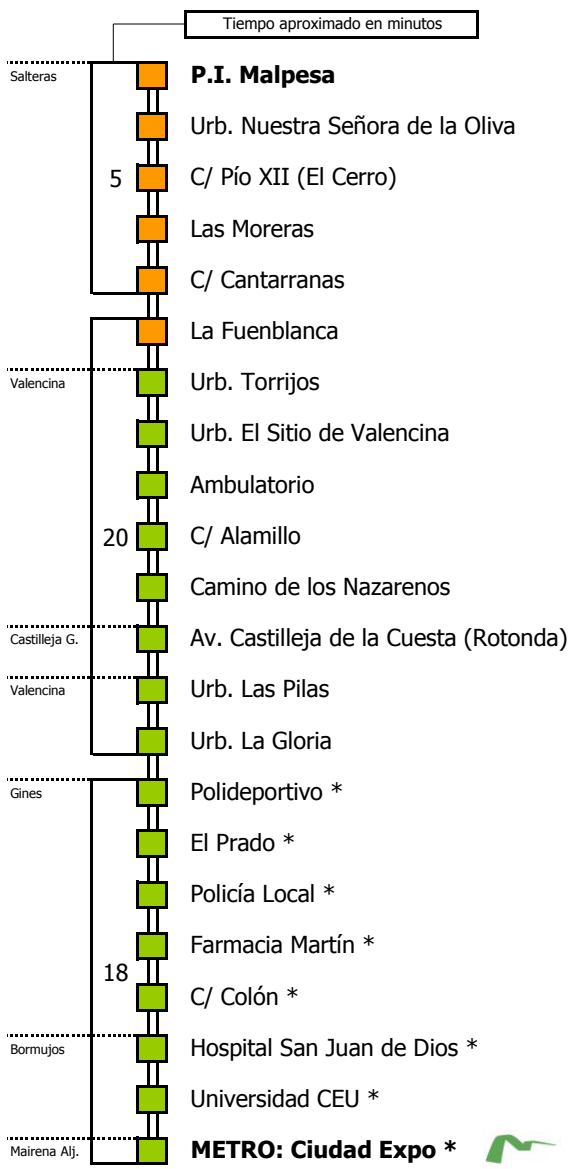 Tiempo aproximado en minutos
Salteras
P.I. Malpesa
Urb. Nuestra Señora de la Oliva
5
C/ Pío XII (El Cerro)
Las Moreras
C/ Cantarranas
La Fuenblanca
Valencina
Urb. Torrijos
Urb. El Sitio de Valencina
Ambulatorio
20
C/ Alamillo
Camino de los Nazarenos
Castilleja G.
Av. Castilleja de la Cuesta (Rotonda)
Valencina
Urb. Las Pilas
Urb. La Gloria
Gines
Polideportivo *
El Prado *
Policía Local *
Farmacia Martín *
18
C/ Colón *
Bormujos
Hospital San Juan de Dios *
Universidad CEU *
Mairena Alj.
METRO: Ciudad Expo *